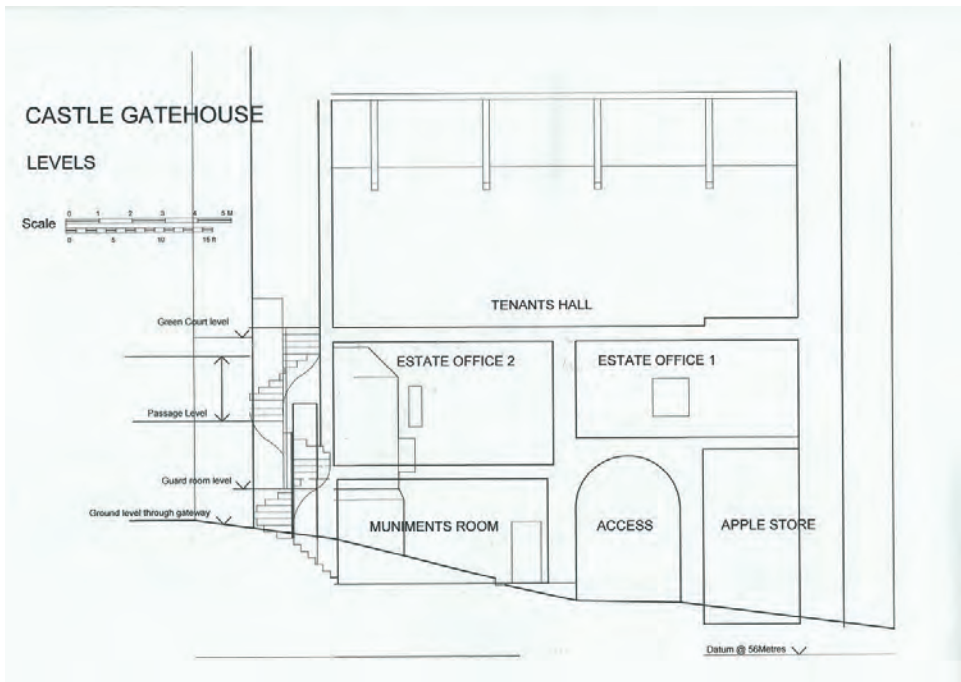 CASTLE GATEHOUSE
LEVELS
Scale
0 1 2 3 4 5 M
0 5 10 15 ft
TENANTS HALL
Green Court level
ESTATE OFFICE 2
ESTATE OFFICE 1
Passage Level
Guard room level
Ground level through gateway
MUNIMENTS ROOM
ACCESS
APPLE STORE
Datum @ 56Metres